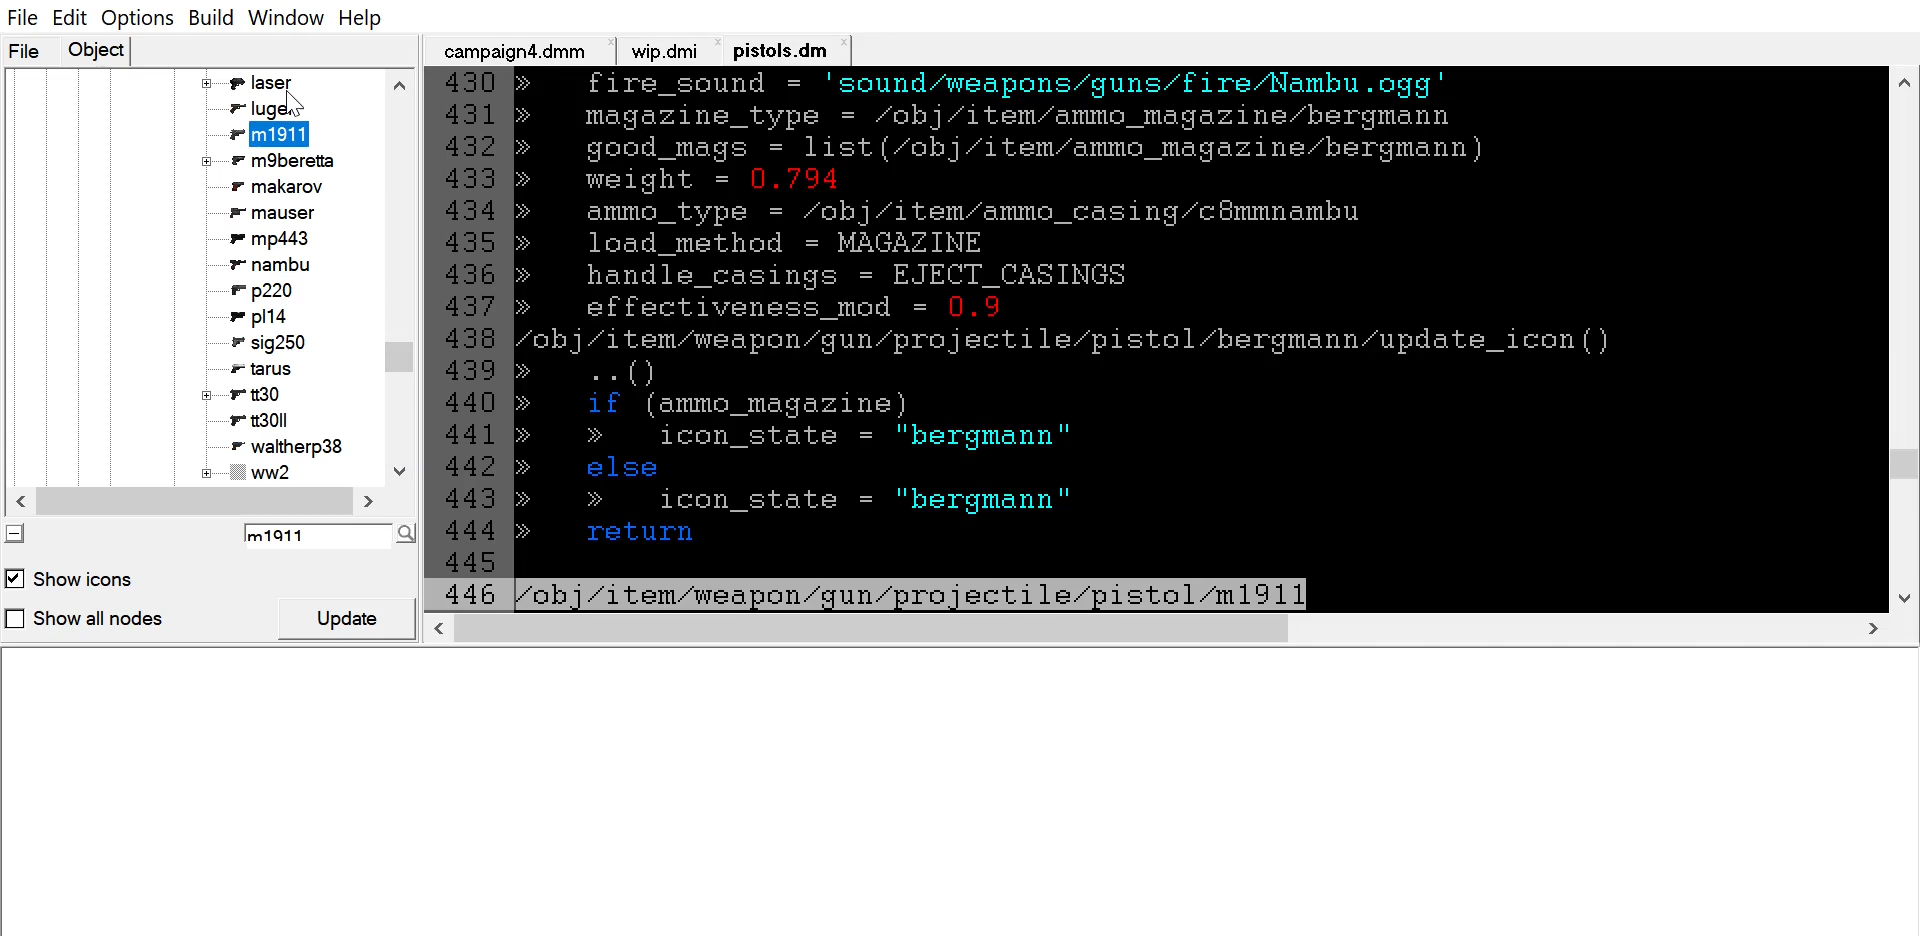 File Edit Options Build Window Help
File Object
laser
luger
m1911
m9beretta
makarov
mauser
mp443
nambu
p220
pl14
sig250
tarus
tt30
tt30ll
waltherp38
ww2
m1911
Show icons
Show all nodes
Update
campaign4.dmm wip.dmi pistols.dm
430 » fire_sound = 'sound/weapons/guns/fire/Nambu.ogg'
431 » magazine_type = /obj/item/ammo_magazine/bergmann
432 » good_mags = list(/obj/item/ammo_magazine/bergmann)
433 » weight = 0.794
434 » ammo_type = /obj/item/ammo_casing/c8mmnambu
435 » load_method = MAGAZINE
436 » handle_casings = EJECT_CASINGS
437 » effectiveness_mod = 0.9
438 /obj/item/weapon/gun/projectile/pistol/bergmann/update_icon()
439 » ..()
440 » if (ammo_magazine)
441 » » icon_state = "bergmann"
442 » else
443 » » icon_state = "bergmann"
444 » return
445
446 /obj/item/weapon/gun/projectile/pistol/m1911